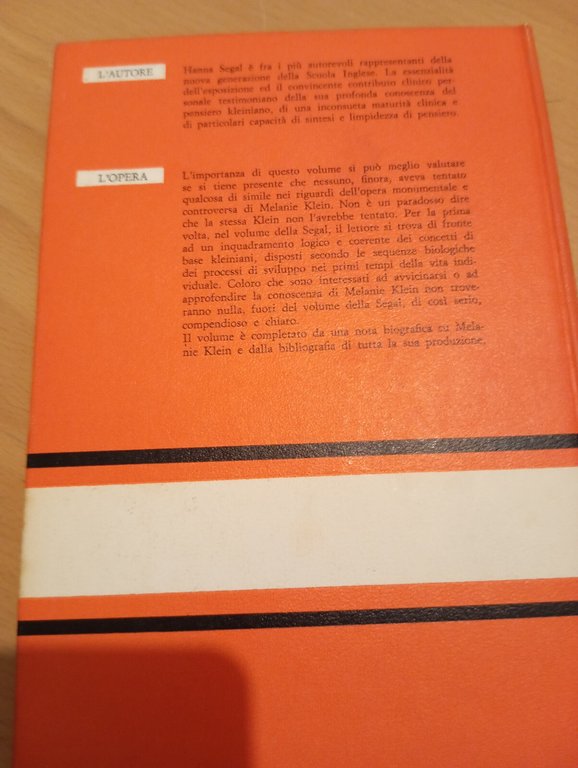 L'AUTORE
Hanna Segal è fra i più autorevoli rappresentanti della
nuova generazione della Scuola Inglese. La essenzialità
dell'esposizione ed il convincente contributo clinico per-
sonale testimoniano della sua profonda conoscenza del
pensiero kleiniano, di una inconsueta maturità clinica e
di particolari capacità di sintesi e limpidezza di pensiero.
L'OPERA
L'importanza di questo volume si può meglio valutare
se si tiene presente che nessuno, finora, aveva tentato
qualcosa di simile nei riguardi dell'opera monumentale e
controversa di Melanie Klein. Non è un paradosso dire
che la stessa Klein non l'avrebbe tentato. Per la prima
volta, nel volume della Segal, il lettore si trova di fronte
ad un inquadramento logico e coerente dei concetti di
base kleiniani, disposti secondo le sequenze biologiche
dei processi di sviluppo nei primi tempi della vita indi-
viduale. Coloro che sono interessati ad avvicinarsi o ad
approfondire la conoscenza di Melanie Klein non trove-
ranno nulla, fuori del volume della Segal, di così serio,
compendioso e chiaro.
Il volume è completato da una nota biografica su Mela-
nie Klein e dalla bibliografia di tutta la sua produzione.